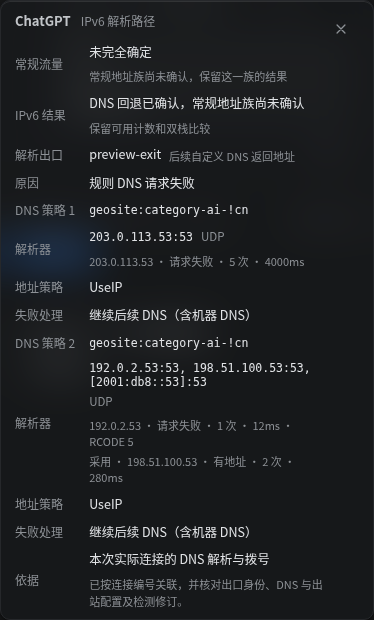 ChatGPT IPv6 解析路径
常规流量 未完全确定
常规地址族尚未确认，保留这一族的结果
IPv6 结果 DNS 回退已确认，常规地址族尚未确认
保留可用计数和双栈比较
解析出口 preview-exit 后续自定义 DNS 返回地址
原因 规则 DNS 请求失败
DNS 策略 1 geosite:category-ai-!cn
解析器 203.0.113.53:53 UDP
203.0.113.53 · 请求失败 · 5 次 · 4000ms
地址策略 UseIP
失败处理 继续后续 DNS（含机器 DNS）
DNS 策略 2 geosite:category-ai-!cn
解析器 192.0.2.53:53, 198.51.100.53:53,
[2001:db8::53]:53
UDP
192.0.2.53 · 请求失败 · 1 次 · 12ms ·
RCODE 5
采用 · 198.51.100.53 · 有地址 · 2 次 ·
280ms
地址策略 UseIP
失败处理 继续后续 DNS（含机器 DNS）
依据 本次实际连接的 DNS 解析与拨号
已按连接编号关联，并核对出口身份、DNS 与出
站配置及检测修订。